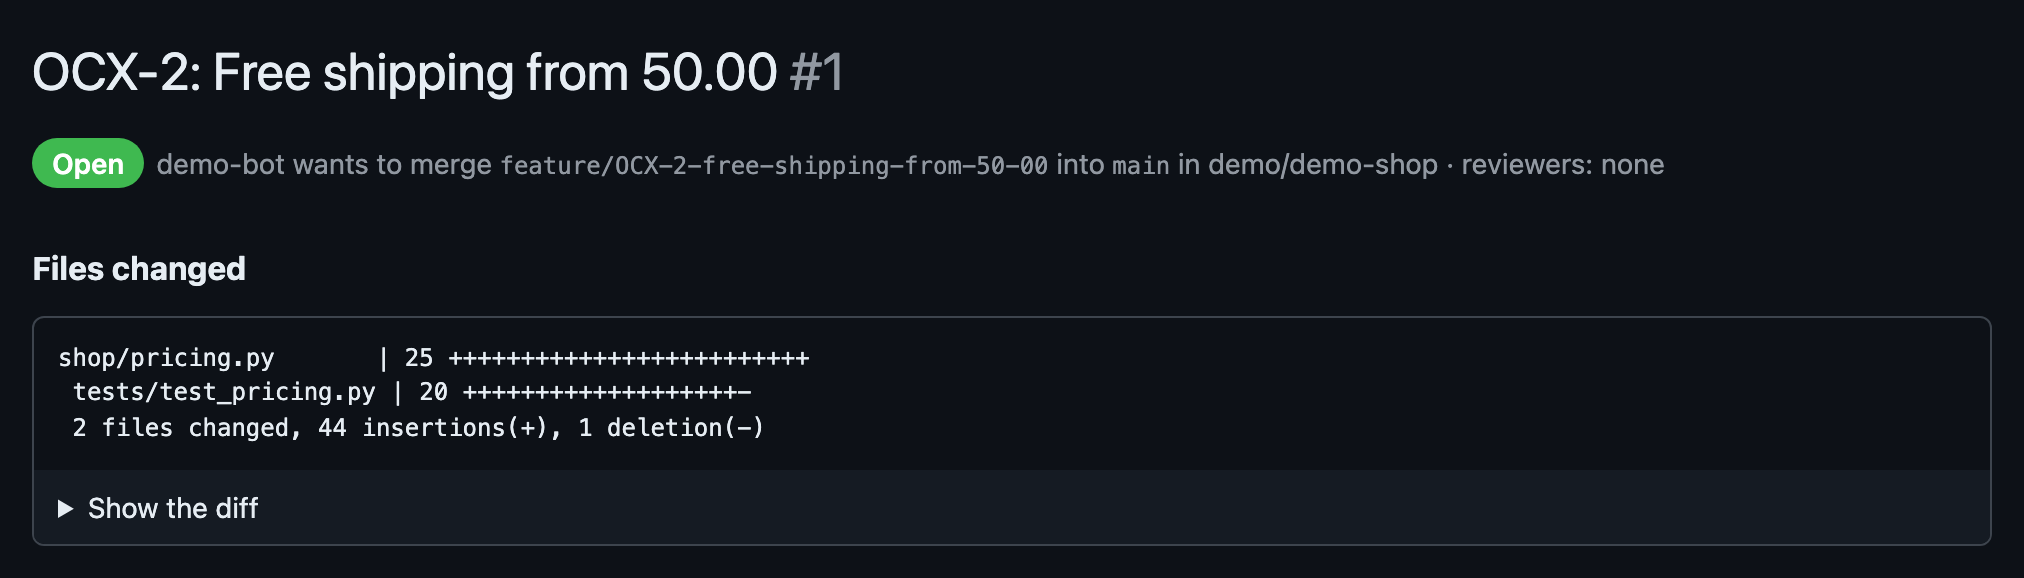 OCX-2: Free shipping from 50.00 #1
Open demo-bot wants to merge feature/OCX-2-free-shipping-from-50-00 into main in demo/demo-shop · reviewers: none
Files changed
shop/pricing.py | 25 +++++++++++++++++++++++++
tests/test_pricing.py | 20 +++++++++++++++++++-
2 files changed, 44 insertions(+), 1 deletion(-)
▶ Show the diff